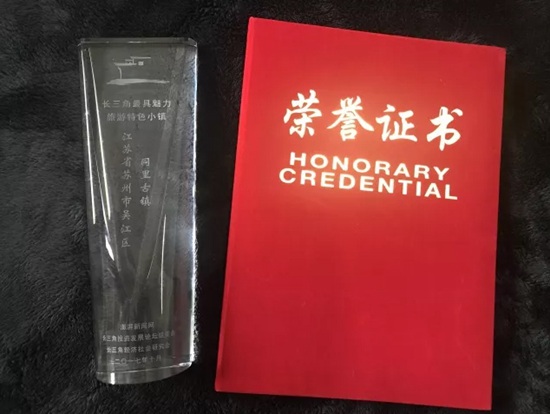 长三角最具魅力
旅游特色小镇
江苏省苏州市吴江区
同里古镇
荣誉证书
HONORARY
CREDENTIAL